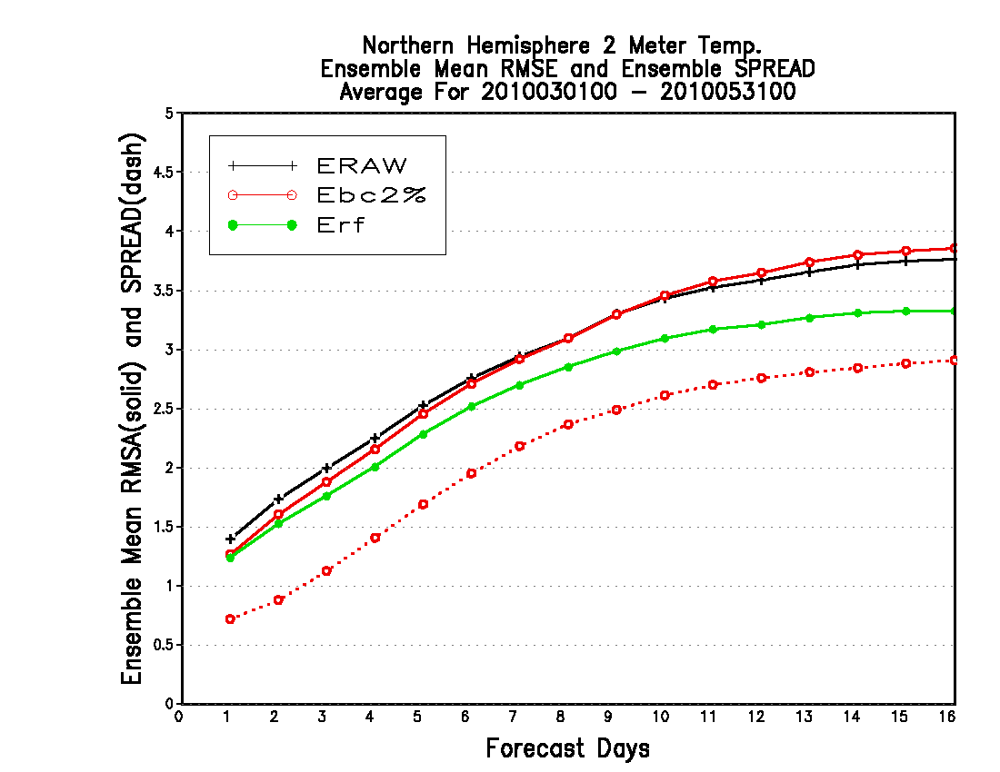 Northern Hemisphere 2 Meter Temp.
Ensemble Mean RMSE and Ensemble SPREAD
Average For 2010030100 – 2010053100
Ensemble Mean RMSA(solid) and SPREAD(dash)
5
4.5
4
3.5
3
2.5
2
1.5
1
0.5
0
ERAW
Ebc2%
Erf
0 1 2 3 4 5 6 7 8 9 10 11 12 13 14 15 16
Forecast Days